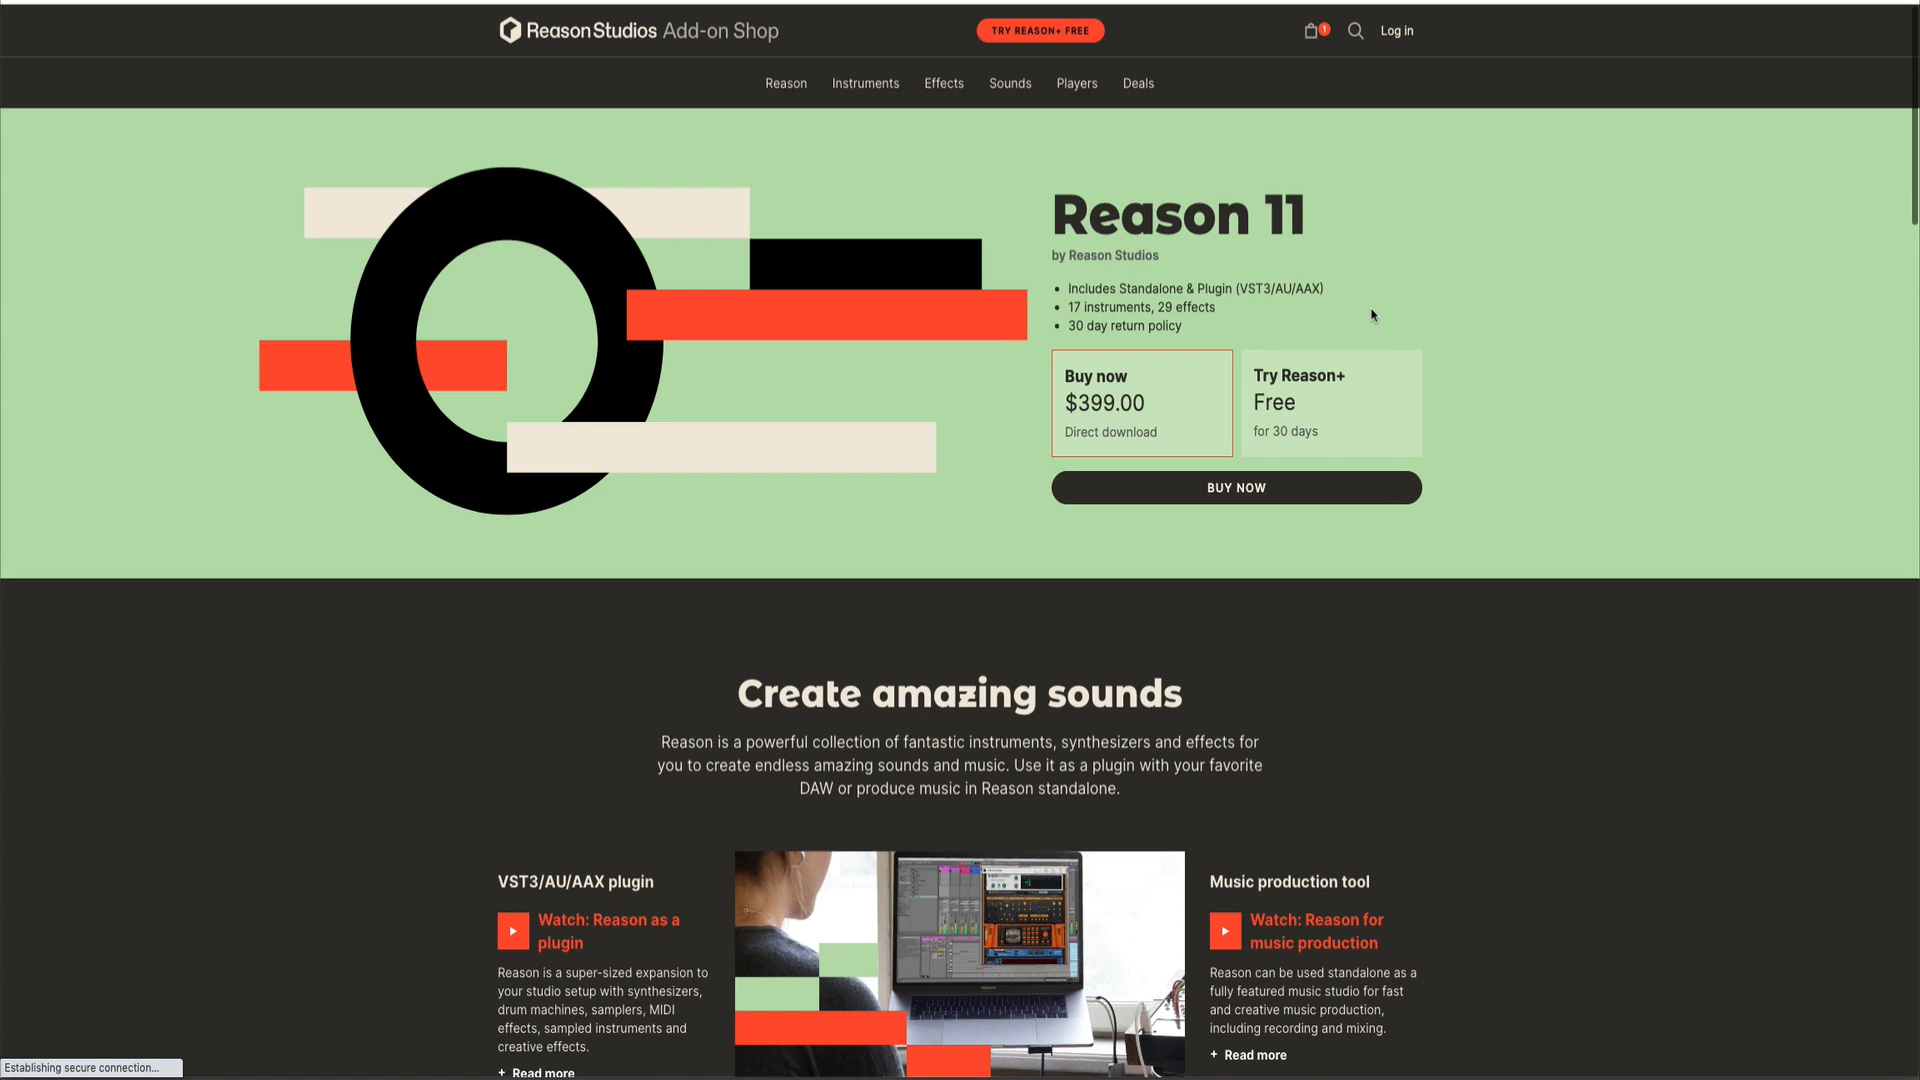 ReasonStudios Add-on Shop
TRY REASON+ FREE
1
Log in
Reason Instruments Effects Sounds Players Deals
Reason 11
by Reason Studios
• Includes Standalone & Plugin (VST3/AU/AAX)
• 17 instruments, 29 effects
• 30 day return policy
Buy now
$399.00
Direct download
Try Reason+
Free
for 30 days
BUY NOW
Create amazing sounds
Reason is a powerful collection of fantastic instruments, synthesizers and effects for
you to create endless amazing sounds and music. Use it as a plugin with your favorite
DAW or produce music in Reason standalone.
VST3/AU/AAX plugin
Watch: Reason as a
plugin
Reason is a super-sized expansion to
your studio setup with synthesizers,
drum machines, samplers, MIDI
effects, sampled instruments and
creative effects.
+ Read more
Music production tool
Watch: Reason for
music production
Reason can be used standalone as a
fully featured music studio for fast
and creative music production,
including recording and mixing.
+ Read more
Establishing secure connection...